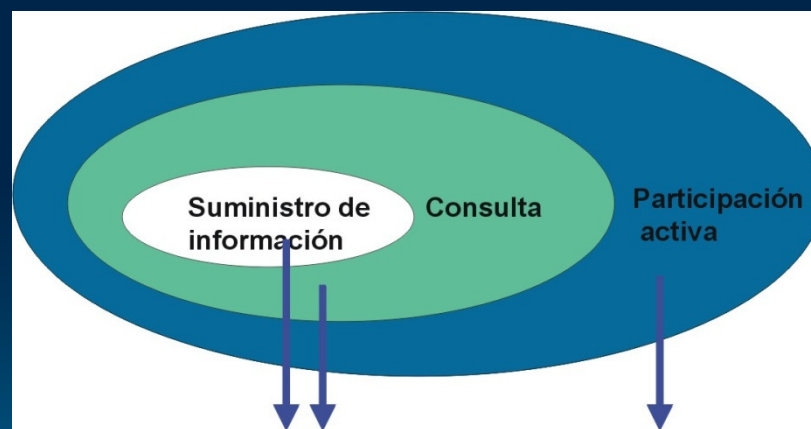 Suministro de
información
Consulta
Participación
activa